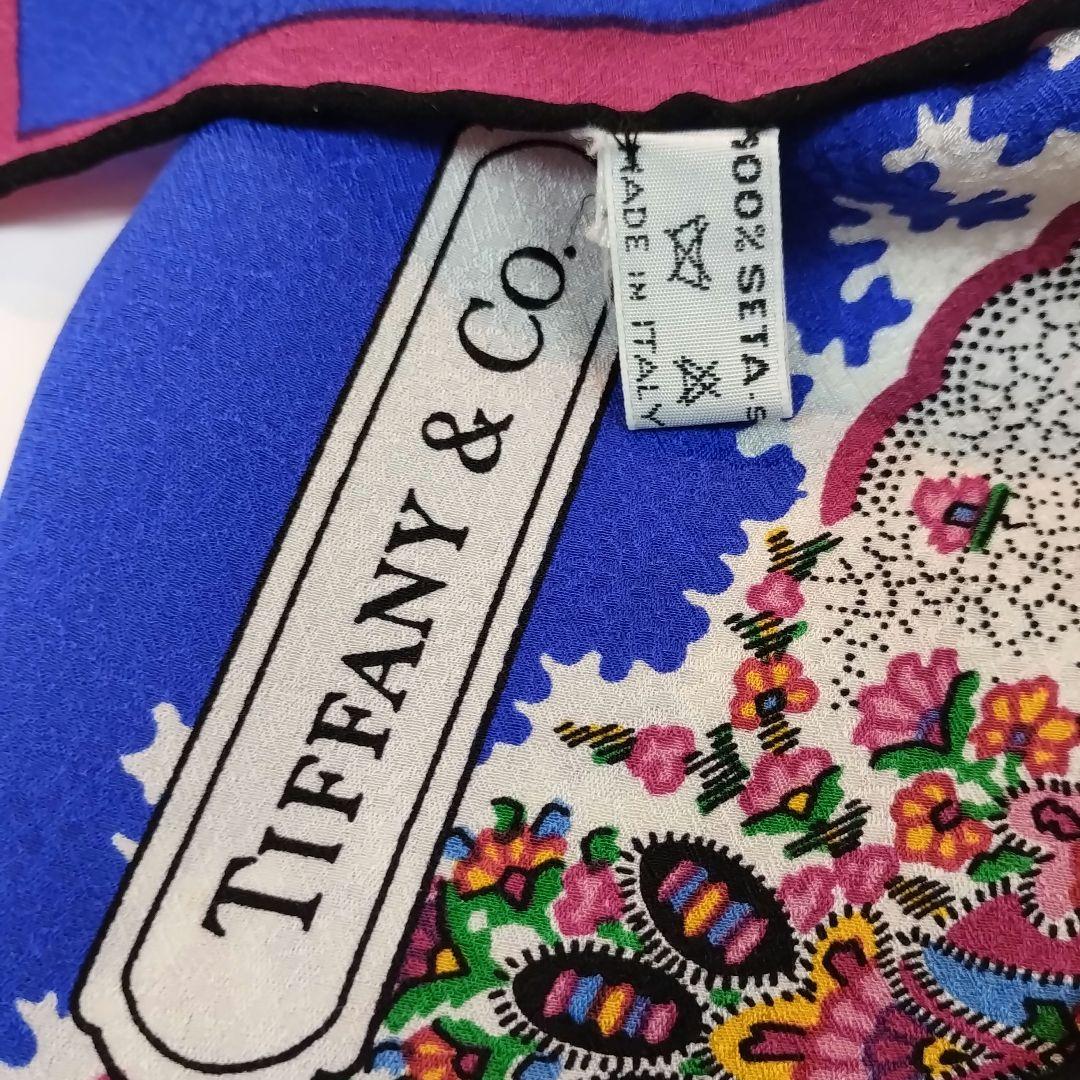 TIFFANY & CO.
100% SETA-S
MADE IN ITALY